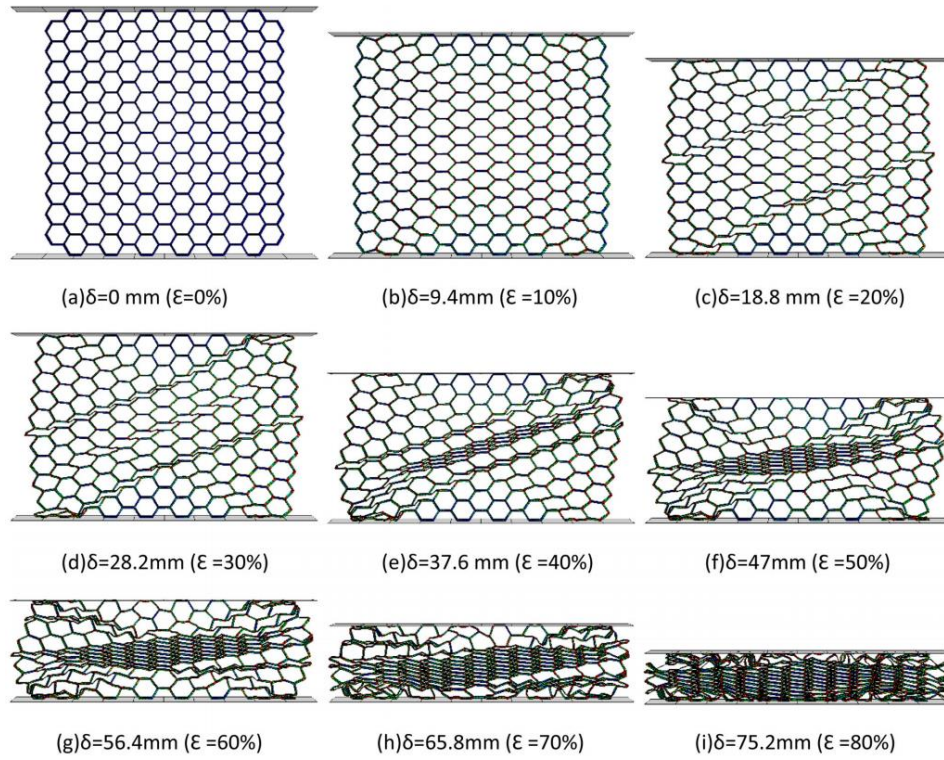 (a)δ=0 mm (Ɛ=0%)
(b)δ=9.4mm (Ɛ =10%)
(c)δ=18.8 mm (Ɛ =20%)
(d)δ=28.2mm (Ɛ =30%)
(e)δ=37.6 mm (Ɛ =40%)
(f)δ=47mm (Ɛ =50%)
(g)δ=56.4mm (Ɛ =60%)
(h)δ=65.8mm (Ɛ =70%)
(i)δ=75.2mm (Ɛ =80%)